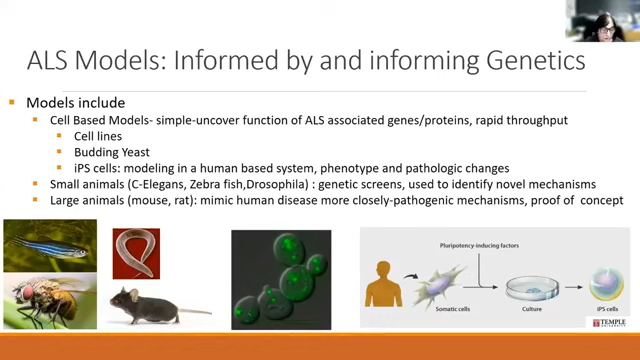 ALS Models: Informed by and informing Genetics
Models include
Cell Based Models- simple-uncover function of ALS associated genes/proteins, rapid throughput
Cell lines
Budding Yeast
iPS cells: modeling in a human based system, phenotype and pathologic changes
Small animals (C-Elegans, Zebra fish,Drosophila) : genetic screens, used to identify novel mechanisms
Large animals (mouse, rat): mimic human disease more closely-pathogenic mechanisms, proof of concept
Pluripotency-inducing factors
Somatic cells
Culture
iPS cells
TEMPLE
UNIVERSITY